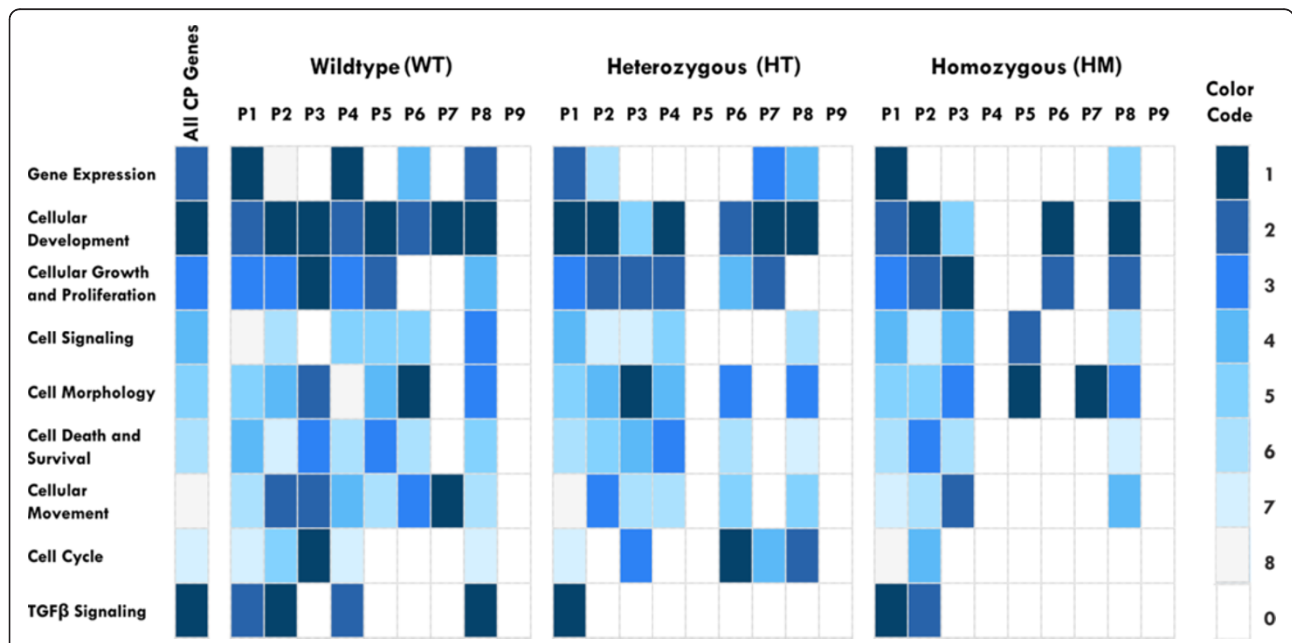 All CP Genes
Wildtype (WT)
Heterozygous (HT)
Homozygous (HM)
Color
Code
P1 P2 P3 P4 P5 P6 P7 P8 P9
P1 P2 P3 P4 P5 P6 P7 P8 P9
P1 P2 P3 P4 P5 P6 P7 P8 P9
Gene Expression
Cellular
Development
Cellular Growth
and Proliferation
Cell Signaling
Cell Morphology
Cell Death and
Survival
Cellular
Movement
Cell Cycle
TGFβ Signaling
1
2
3
4
5
6
7
8
0